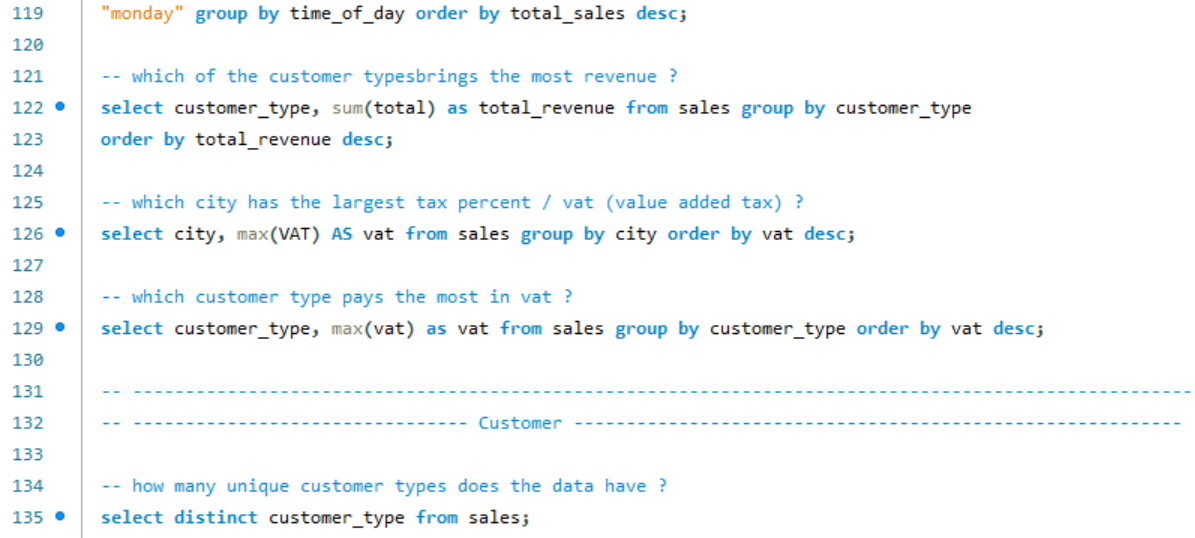 119 "monday" group by time_of_day order by total_sales desc;
120
121 -- which of the customer typesbrings the most revenue ?
122 select customer_type, sum(total) as total_revenue from sales group by customer_type
123 order by total_revenue desc;
124
125 -- which city has the largest tax percent / vat (value added tax) ?
126 select city, max(VAT) AS vat from sales group by city order by vat desc;
127
128 -- which customer type pays the most in vat ?
129 select customer_type, max(vat) as vat from sales group by customer_type order by vat desc;
130
131 -- -----------------------------------------------------------------------------------------------------
132 -- -------------------------------- Customer ----------------------------------------------------------
133
134 -- how many unique customer types does the data have ?
135 select distinct customer_type from sales;